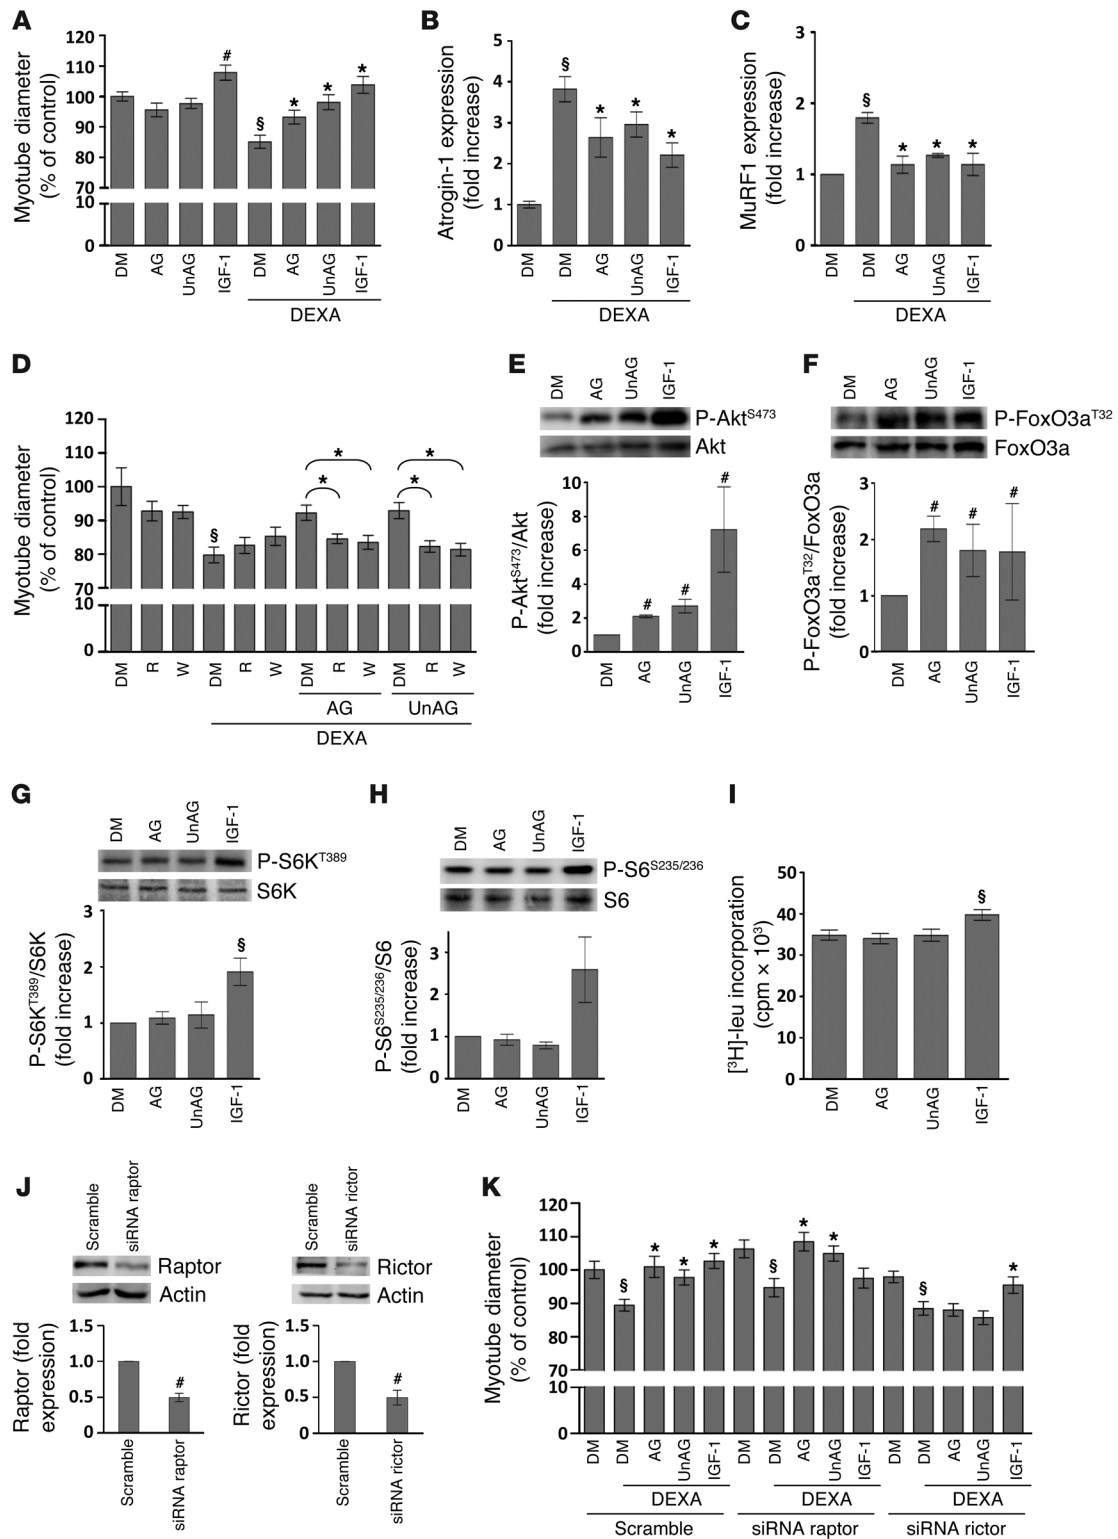 A
Myotube diameter
(% of control)
120
100
90
80
70
10
0
#
§
*
*
*
DM
AG
UnAG
IGF-1
DM
AG
UnAG
IGF-1
DEXA
B
Atrogin-1 expression
(fold increase)
5
4
3
2
1
0
§
*
*
*
DM
DM
AG
UnAG
IGF-1
DEXA
C
MuRF1 expression
(fold increase)
3
2
1
0
§
*
*
*
DM
DM
AG
UnAG
IGF-1
DEXA
D
Myotube diameter
(% of control)
120
110
100
90
80
70
10
0
§
*
*
*
*
DM
R
W
DM
R
W
DM
R
W
DM
R
W
AG
UnAG
DEXA
E
DM
AG
UnAG
IGF-1
P-Akt^S473
Akt
P-Akt^S473/Akt
(fold increase)
10
8
6
4
2
0
#
#
#
DM
AG
UnAG
IGF-1
F
DM
AG
UnAG
IGF-1
P-FoxO3a^T32
FoxO3a
P-FoxO3a^T32/FoxO3a
(fold increase)
3
2
1
0
#
#
#
DM
AG
UnAG
IGF-1
G
DM
AG
UnAG
IGF-1
P-S6K^T389
S6K
P-S6K^T389/S6K
(fold increase)
3
2
1
0
§
DM
AG
UnAG
IGF-1
H
DM
AG
UnAG
IGF-1
P-S6^S235/236
S6
P-S6^S235/236/S6
(fold increase)
3
2
1
0
DM
AG
UnAG
IGF-1
I
[³H]-leu incorporation
(cpm × 10³)
50
40
30
10
0
§
DM
AG
UnAG
IGF-1
J
Scramble
siRNA raptor
Raptor
Actin
Raptor (fold
expression)
1.5
1.0
0.5
0
#
Scramble
siRNA raptor
Scramble
siRNA rictor
Rictor
Actin
Rictor (fold
expression)
1.5
1.0
0.5
0
#
Scramble
siRNA rictor
K
Myotube diameter
(% of control)
120
110
100
90
80
70
10
0
§
*
*
*
§
*
*
§
*
DM
DM
AG
UnAG
IGF-1
DM
DM
AG
UnAG
IGF-1
DM
DM
AG
UnAG
IGF-1
DEXA
DEXA
DEXA
Scramble
siRNA raptor
siRNA rictor